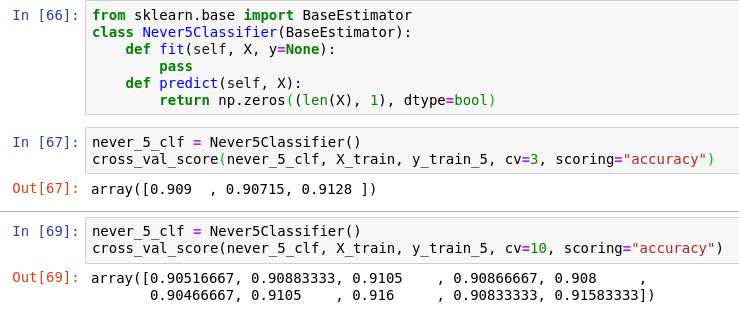 In [66]: from sklearn.base import BaseEstimator
class Never5Classifier(BaseEstimator):
    def fit(self, X, y=None):
        pass
    def predict(self, X):
        return np.zeros((len(X), 1), dtype=bool)
In [67]: never_5_clf = Never5Classifier()
cross_val_score(never_5_clf, X_train, y_train_5, cv=3, scoring="accuracy")
Out[67]: array([0.909  , 0.90715, 0.9128 ])
In [69]: never_5_clf = Never5Classifier()
cross_val_score(never_5_clf, X_train, y_train_5, cv=10, scoring="accuracy")
Out[69]: array([0.90516667, 0.90883333, 0.9105    , 0.90866667, 0.908     ,
       0.90466667, 0.9105    , 0.916     , 0.90833333, 0.91583333])